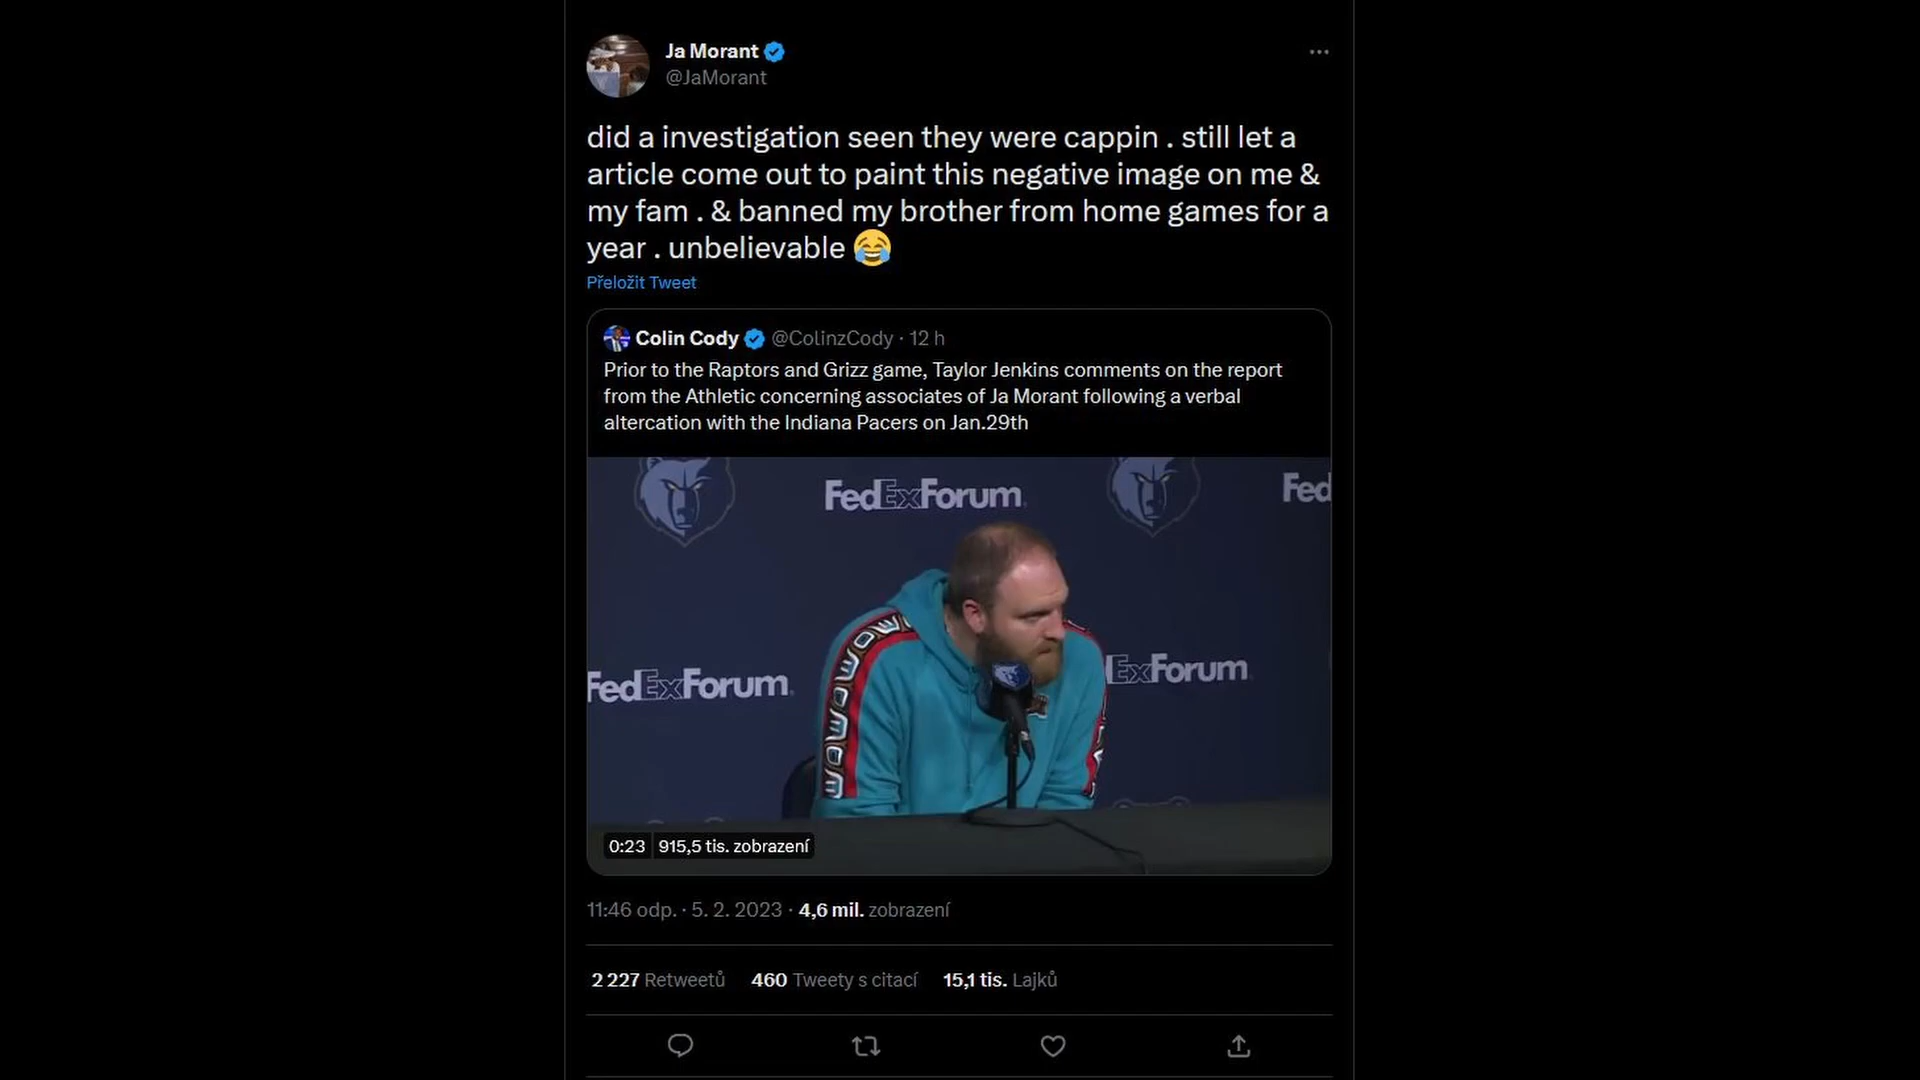 Ja Morant
@JaMorant
did a investigation seen they were cappin . still let a
article come out to paint this negative image on me &
my fam . & banned my brother from home games for a
year . unbelievable 😂
Přeložit Tweet
Colin Cody @ColinzCody · 12 h
Prior to the Raptors and Grizz game, Taylor Jenkins comments on the report
from the Athletic concerning associates of Ja Morant following a verbal
altercation with the Indiana Pacers on Jan.29th
FedExForum
Fed
FedExForum
ExForum
0:23 915,5 tis. zobrazení
11:46 odp. · 5. 2. 2023 · 4,6 mil. zobrazení
2 227 Retweetů 460 Tweety s citací 15,1 tis. Lajků